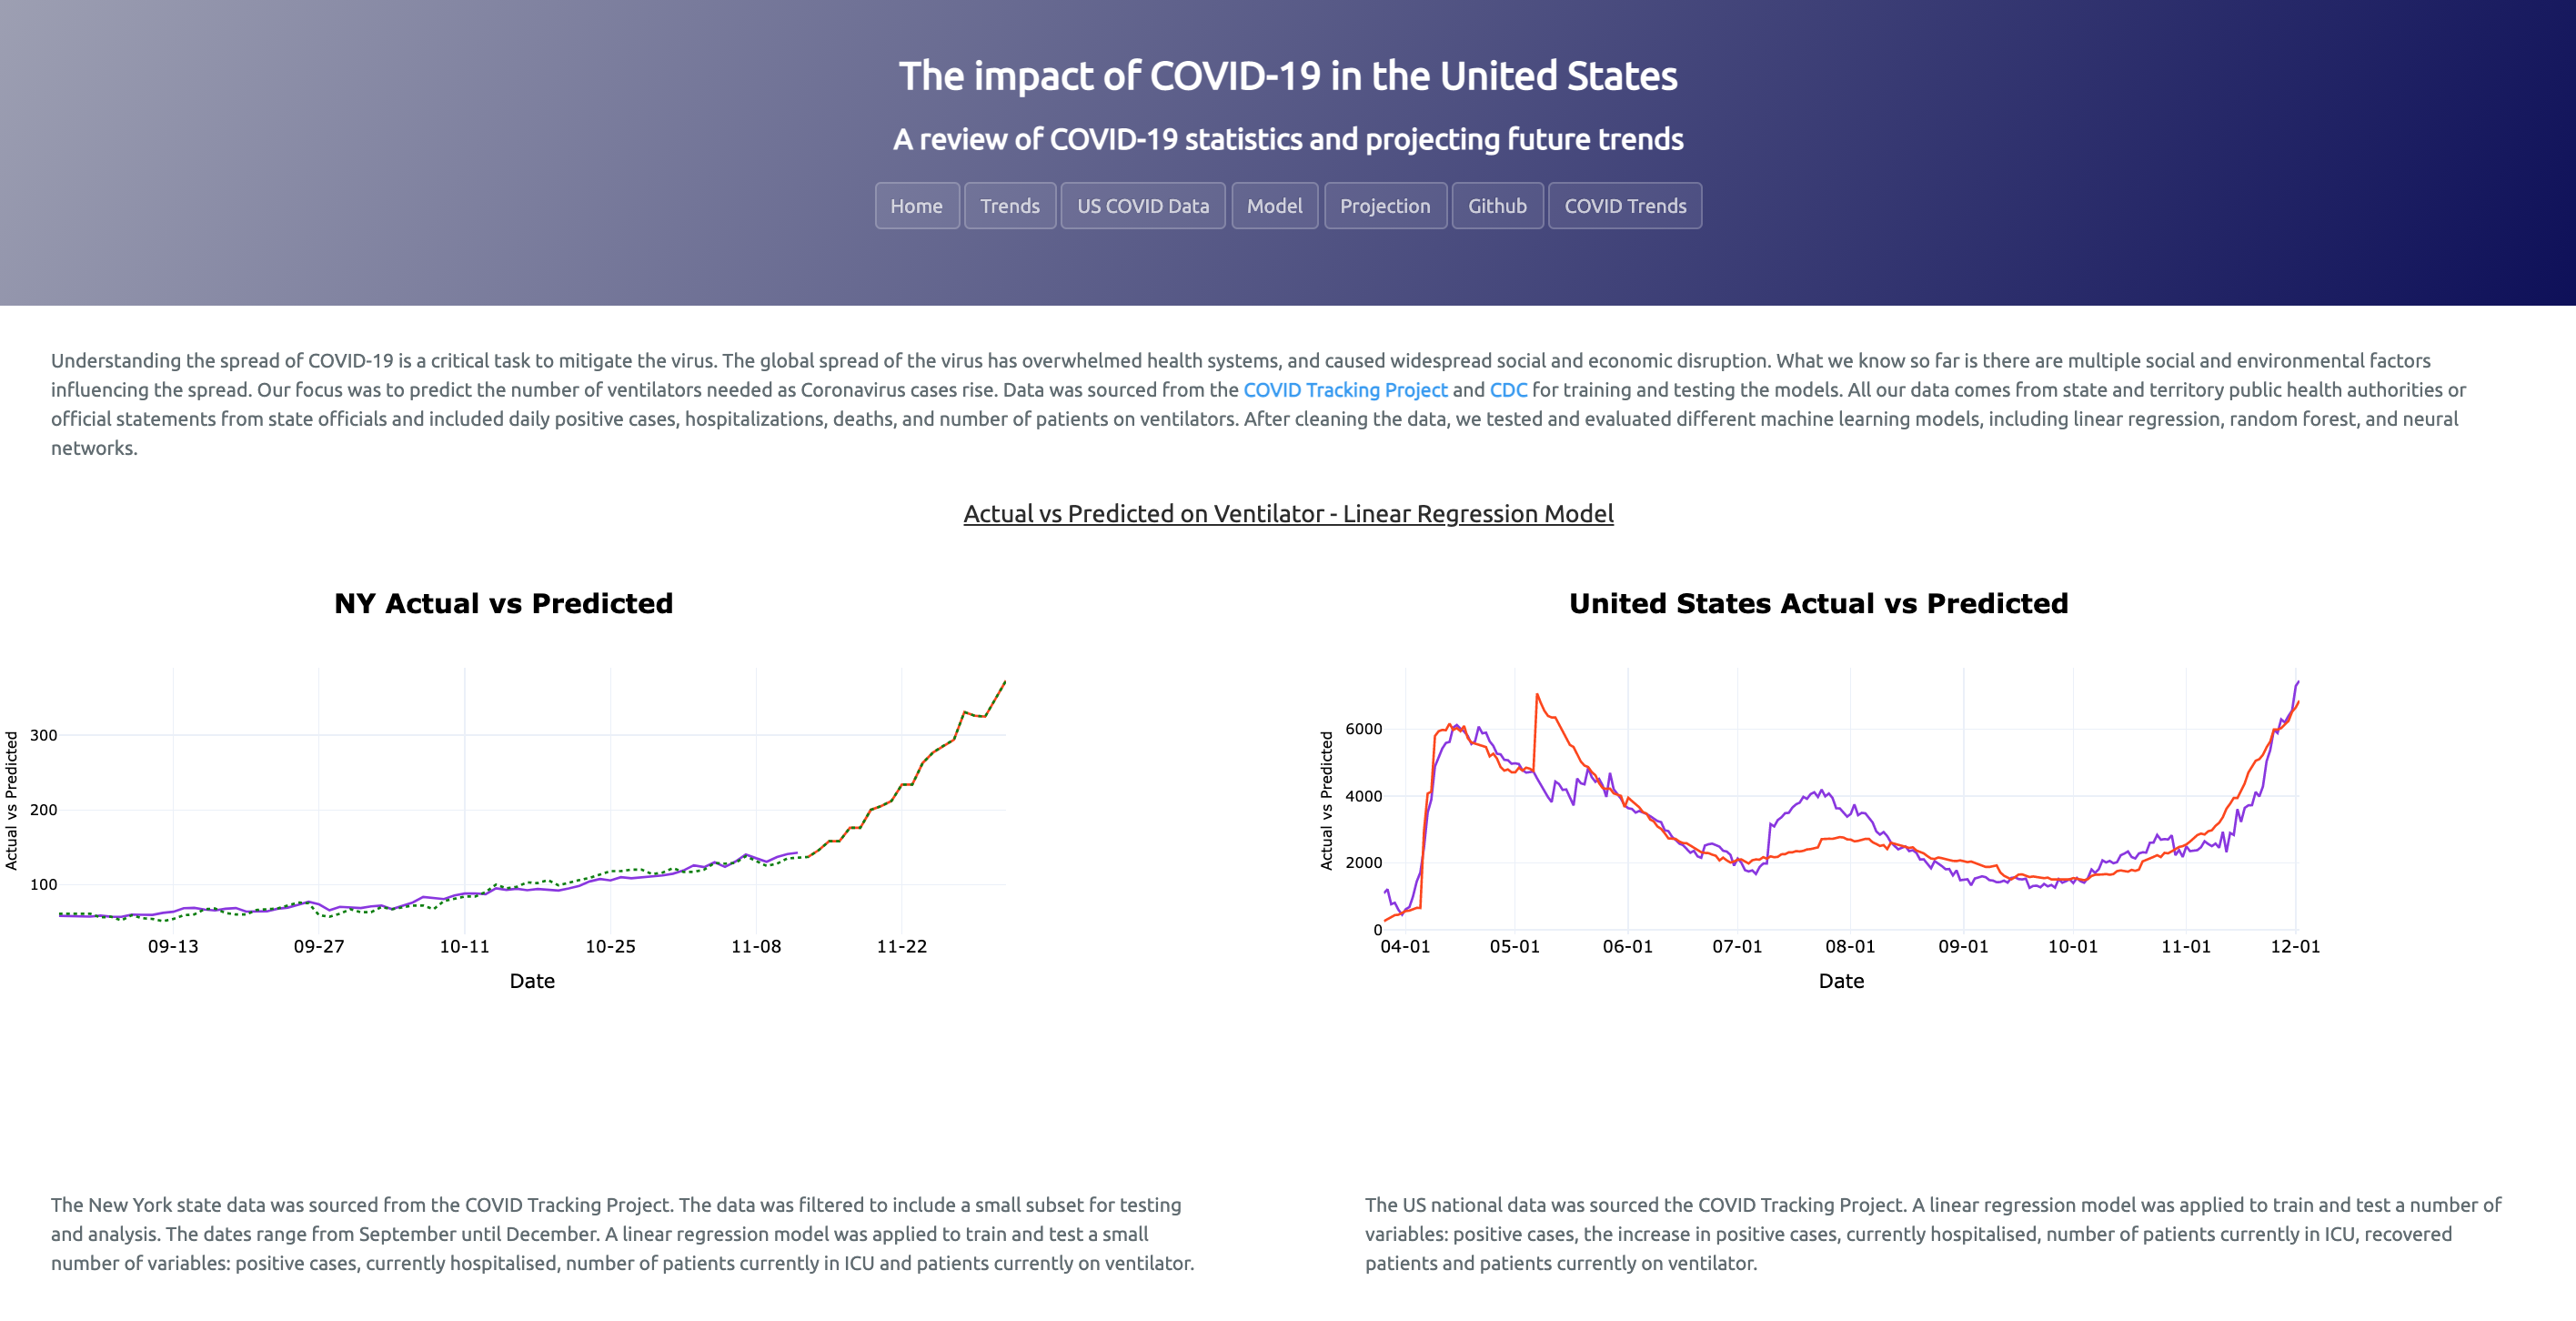 The impact of COVID-19 in the United States
A review of COVID-19 statistics and projecting future trends
Home Trends US COVID Data Model Projection Github COVID Trends
Understanding the spread of COVID-19 is a critical task to mitigate the virus. The global spread of the virus has overwhelmed health systems, and caused widespread social and economic disruption. What we know so far is there are multiple social and environmental factors
influencing the spread. Our focus was to predict the number of ventilators needed as Coronavirus cases rise. Data was sourced from the COVID Tracking Project and CDC for training and testing the models. All our data comes from state and territory public health authorities or
official statements from state officials and included daily positive cases, hospitalizations, deaths, and number of patients on ventilators. After cleaning the data, we tested and evaluated different machine learning models, including linear regression, random forest, and neural
networks.
Actual vs Predicted on Ventilator - Linear Regression Model
NY Actual vs Predicted
Actual vs Predicted
300
200
100
09-13 09-27 10-11 10-25 11-08 11-22
Date
United States Actual vs Predicted
Actual vs Predicted
6000
4000
2000
0
04-01 05-01 06-01 07-01 08-01 09-01 10-01 11-01 12-01
Date
The New York state data was sourced from the COVID Tracking Project. The data was filtered to include a small subset for testing
and analysis. The dates range from September until December. A linear regression model was applied to train and test a small
number of variables: positive cases, currently hospitalised, number of patients currently in ICU and patients currently on ventilator.
The US national data was sourced the COVID Tracking Project. A linear regression model was applied to train and test a number of
variables: positive cases, the increase in positive cases, currently hospitalised, number of patients currently in ICU, recovered
patients and patients currently on ventilator.